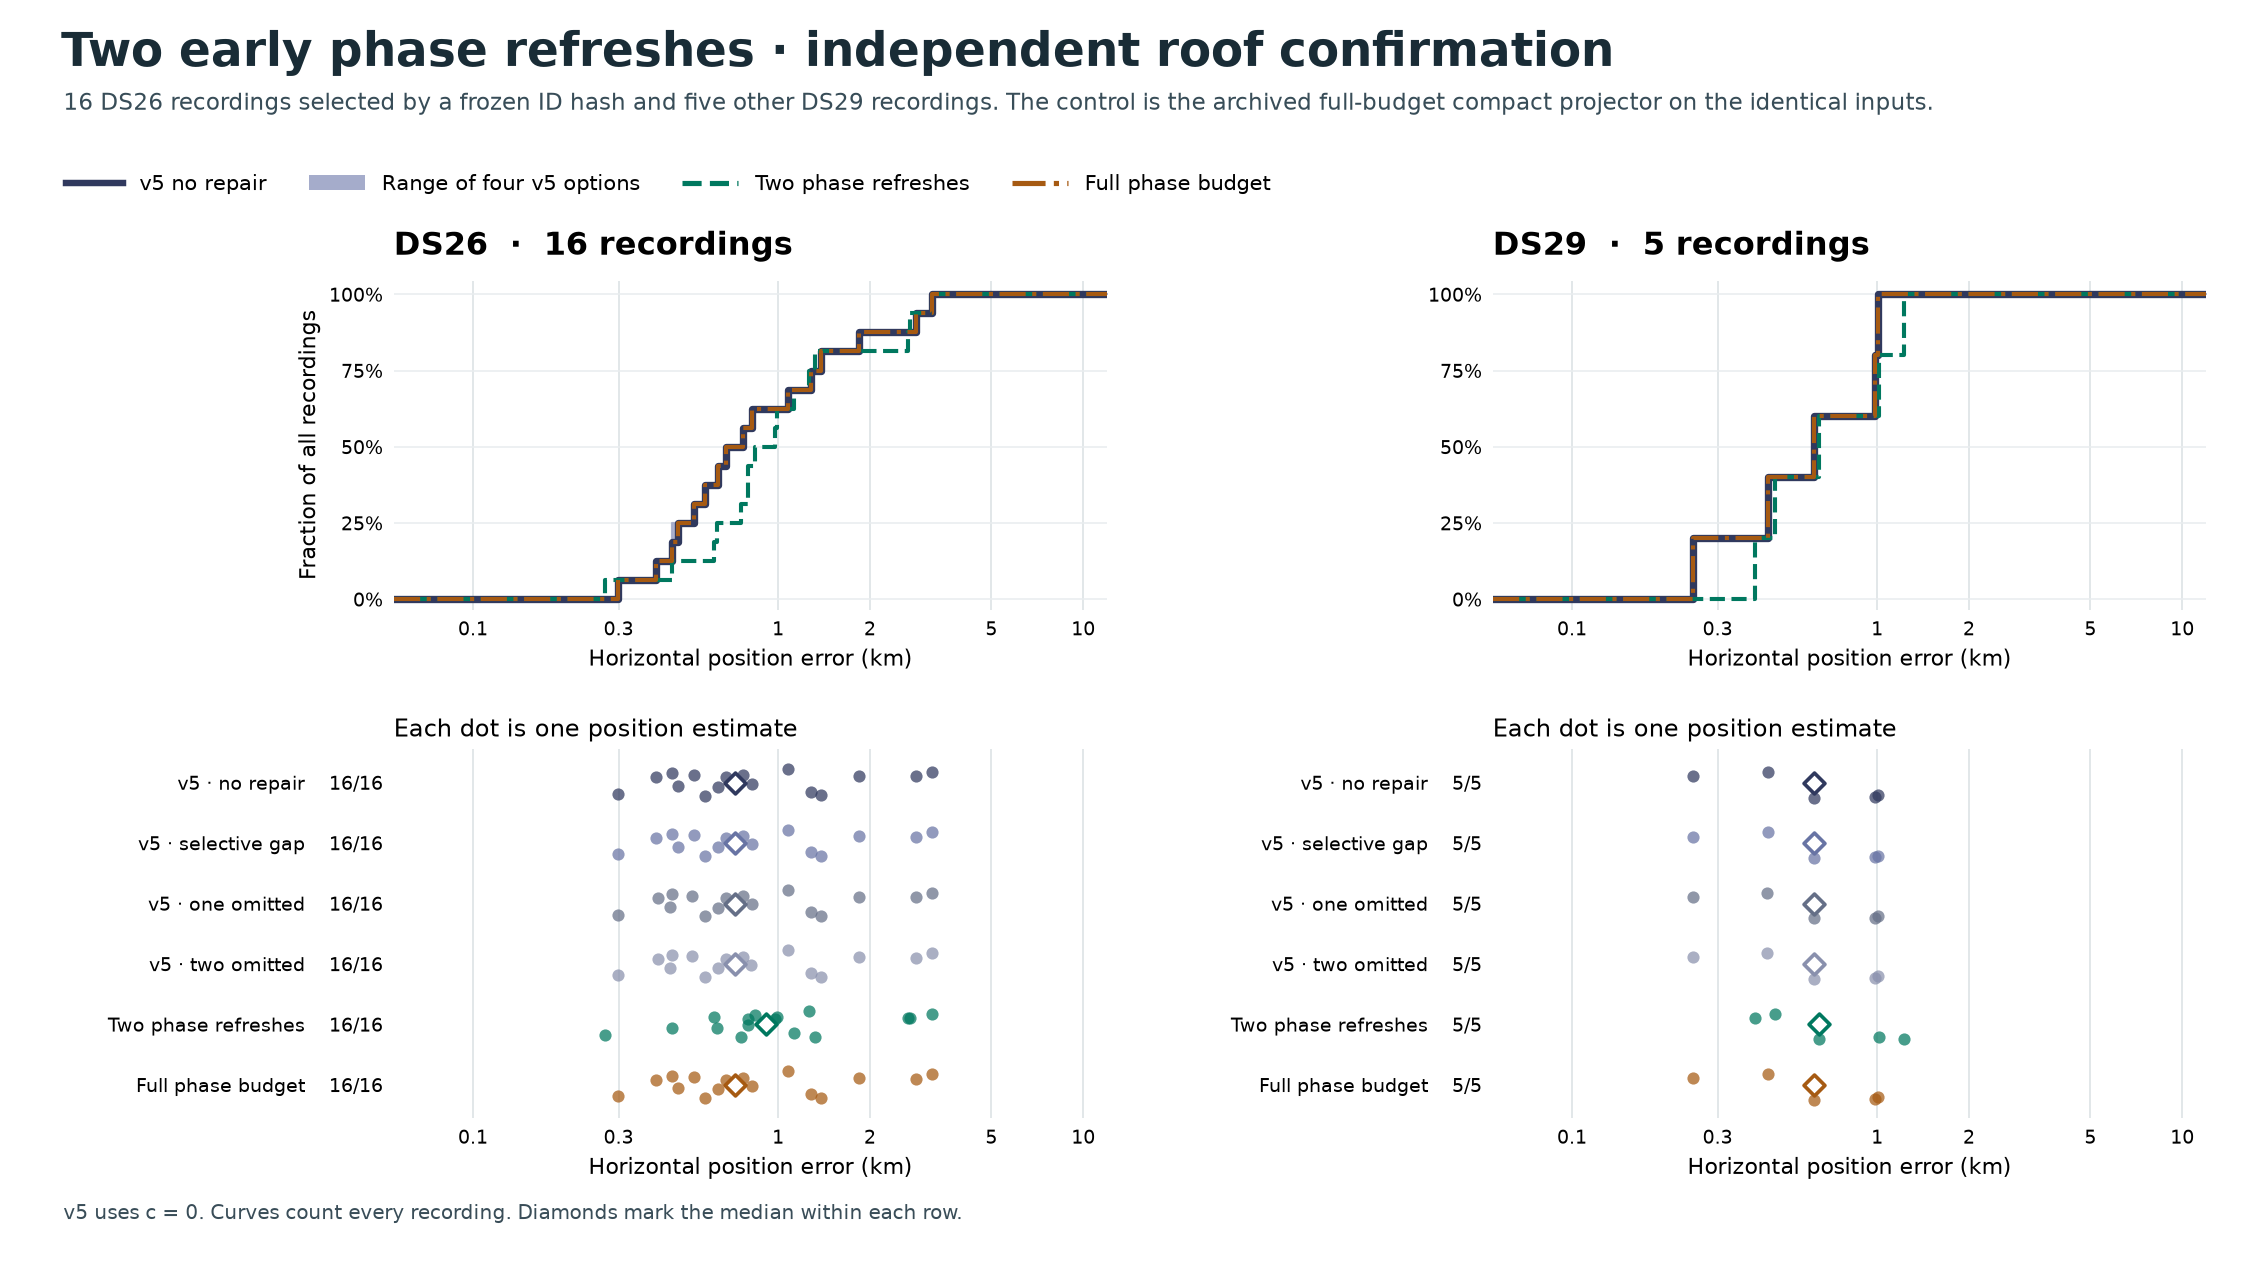 Two early phase refreshes · independent roof confirmation
16 DS26 recordings selected by a frozen ID hash and five other DS29 recordings. The control is the archived full-budget compact projector on the identical inputs.
v5 no repair
Range of four v5 options
Two phase refreshes
Full phase budget
DS26 · 16 recordings
Fraction of all recordings
100%
75%
50%
25%
0%
0.1 0.3 1 2 5 10
Horizontal position error (km)
DS29 · 5 recordings
100%
75%
50%
25%
0%
0.1 0.3 1 2 5 10
Horizontal position error (km)
Each dot is one position estimate
v5 · no repair 16/16
v5 · selective gap 16/16
v5 · one omitted 16/16
v5 · two omitted 16/16
Two phase refreshes 16/16
Full phase budget 16/16
0.1 0.3 1 2 5 10
Horizontal position error (km)
Each dot is one position estimate
v5 · no repair 5/5
v5 · selective gap 5/5
v5 · one omitted 5/5
v5 · two omitted 5/5
Two phase refreshes 5/5
Full phase budget 5/5
0.1 0.3 1 2 5 10
Horizontal position error (km)
v5 uses c = 0. Curves count every recording. Diamonds mark the median within each row.